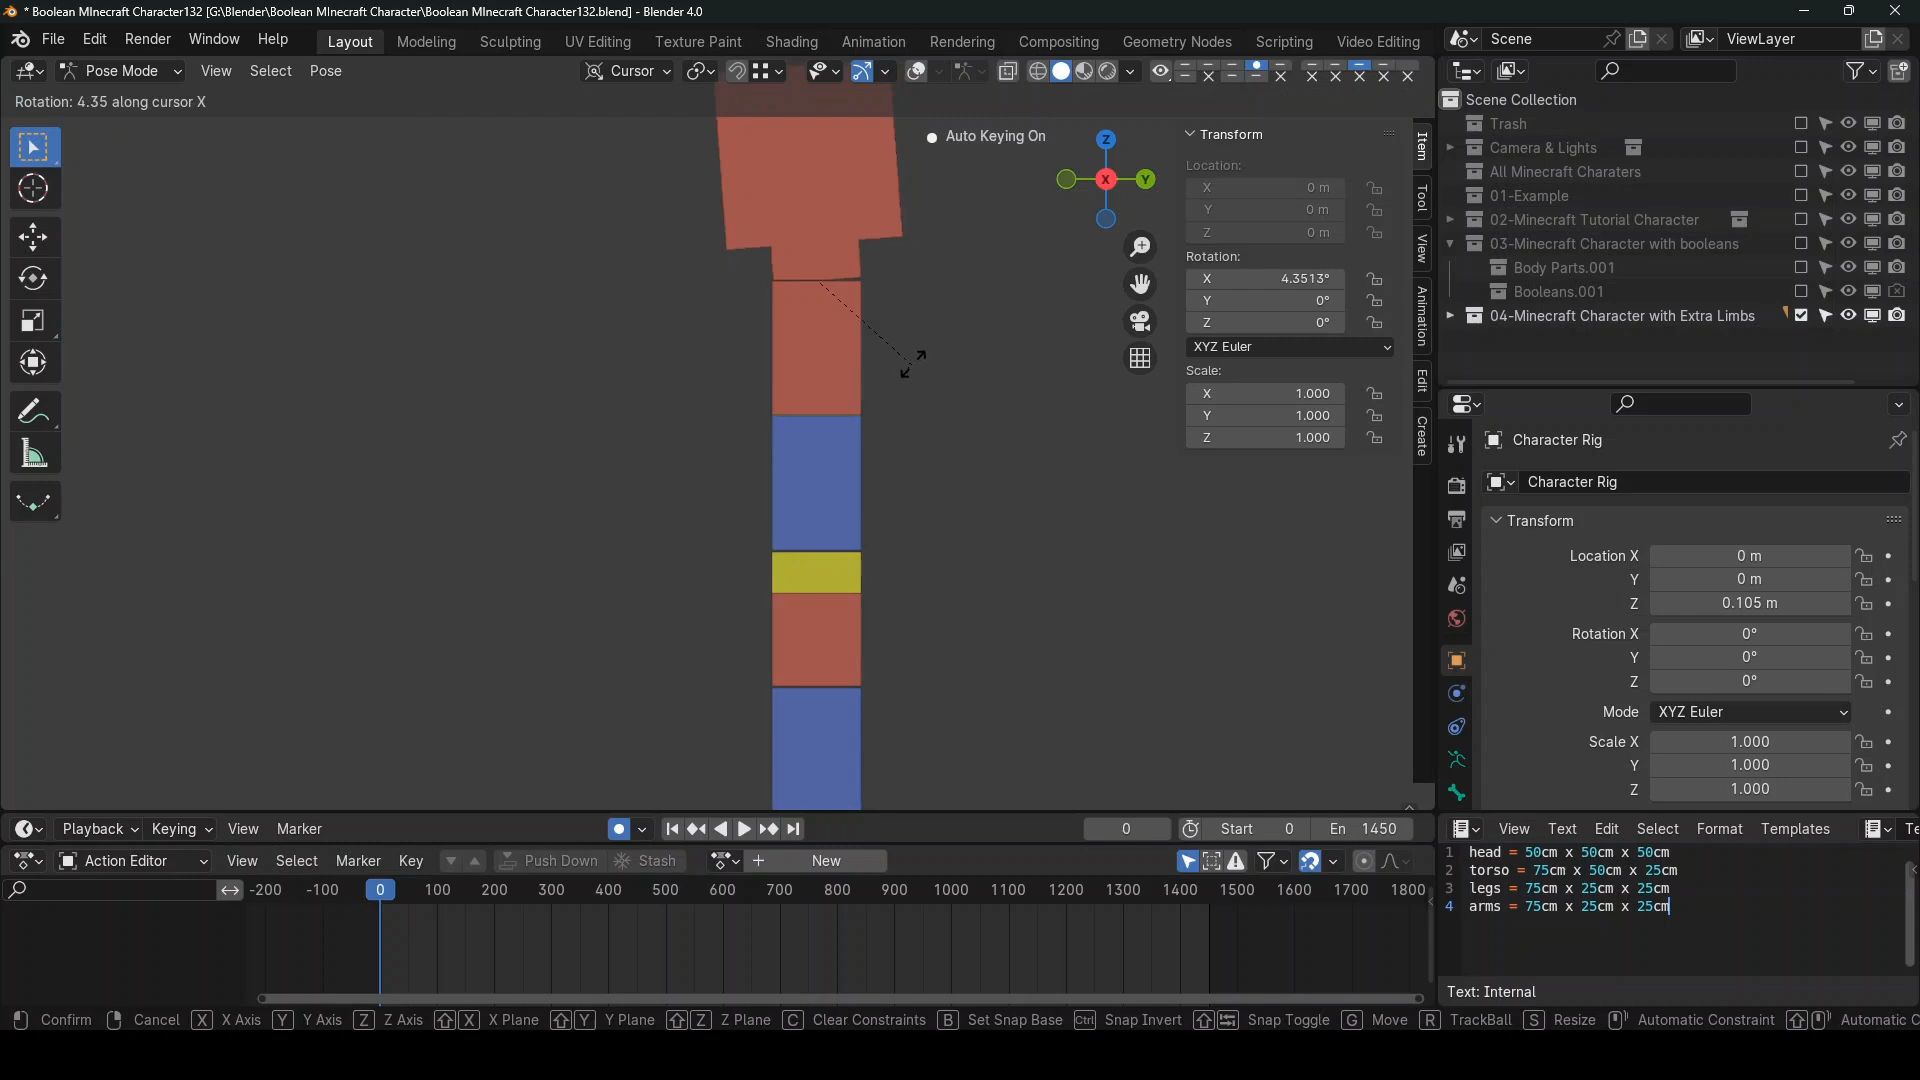 * Boolean MInecraft Character132 [G:\Blender\Boolean MInecraft Character\Boolean MInecraft Character132.blend] - Blender 4.0
File Edit Render Window Help Layout Modeling Sculpting UV Editing Texture Paint Shading Animation Rendering Compositing Geometry Nodes Scripting Video Editing Scene ViewLayer
Pose Mode View Select Pose Cursor
Rotation: 4.35 along cursor X
Auto Keying On
Z
X
Y
Transform
Location:
X 0 m
Y 0 m
Z 0 m
Rotation:
X 4.3513°
Y 0°
Z 0°
XYZ Euler
Scale:
X 1.000
Y 1.000
Z 1.000
Item
Tool
View
Animation
Edit
Create
Scene Collection
Trash
Camera & Lights
All Minecraft Charaters
01-Example
02-Minecraft Tutorial Character
03-Minecraft Character with booleans
Body Parts.001
Booleans.001
04-Minecraft Character with Extra Limbs
Character Rig
Character Rig
Transform
Location X 0 m
Y 0 m
Z 0.105 m
Rotation X 0°
Y 0°
Z 0°
Mode XYZ Euler
Scale X 1.000
Y 1.000
Z 1.000
Playback Keying View Marker 0 Start 0 En 1450
Action Editor View Select Marker Key Push Down Stash New
-200 -100 0 100 200 300 400 500 600 700 800 900 1000 1100 1200 1300 1400 1500 1600 1700 1800
View Text Edit Select Format Templates Te
1 head = 50cm x 50cm x 50cm
2 torso = 75cm x 50cm x 25cm
3 legs = 75cm x 25cm x 25cm
4 arms = 75cm x 25cm x 25cm
Text: Internal
Confirm Cancel X X Axis Y Y Axis Z Z Axis X X Plane Y Y Plane Z Z Plane C Clear Constraints B Set Snap Base Ctrl Snap Invert Snap Toggle G Move R TrackBall S Resize Automatic Constraint Automatic C